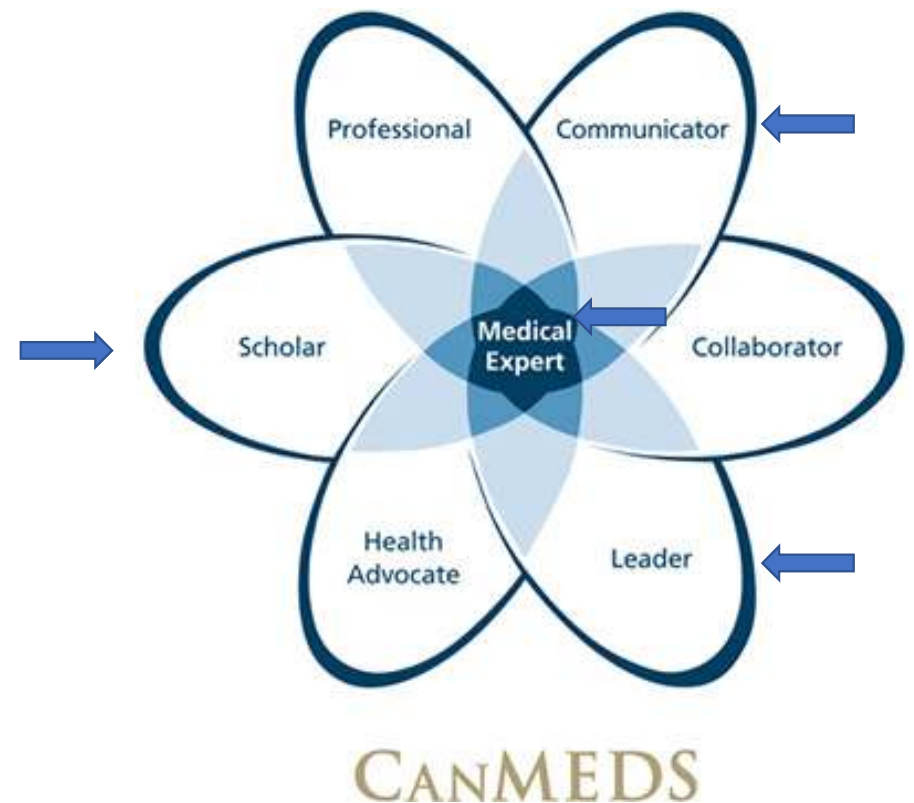 Professional
Communicator
Scholar
Medical
Expert
Collaborator
Health
Advocate
Leader
CANMEDS